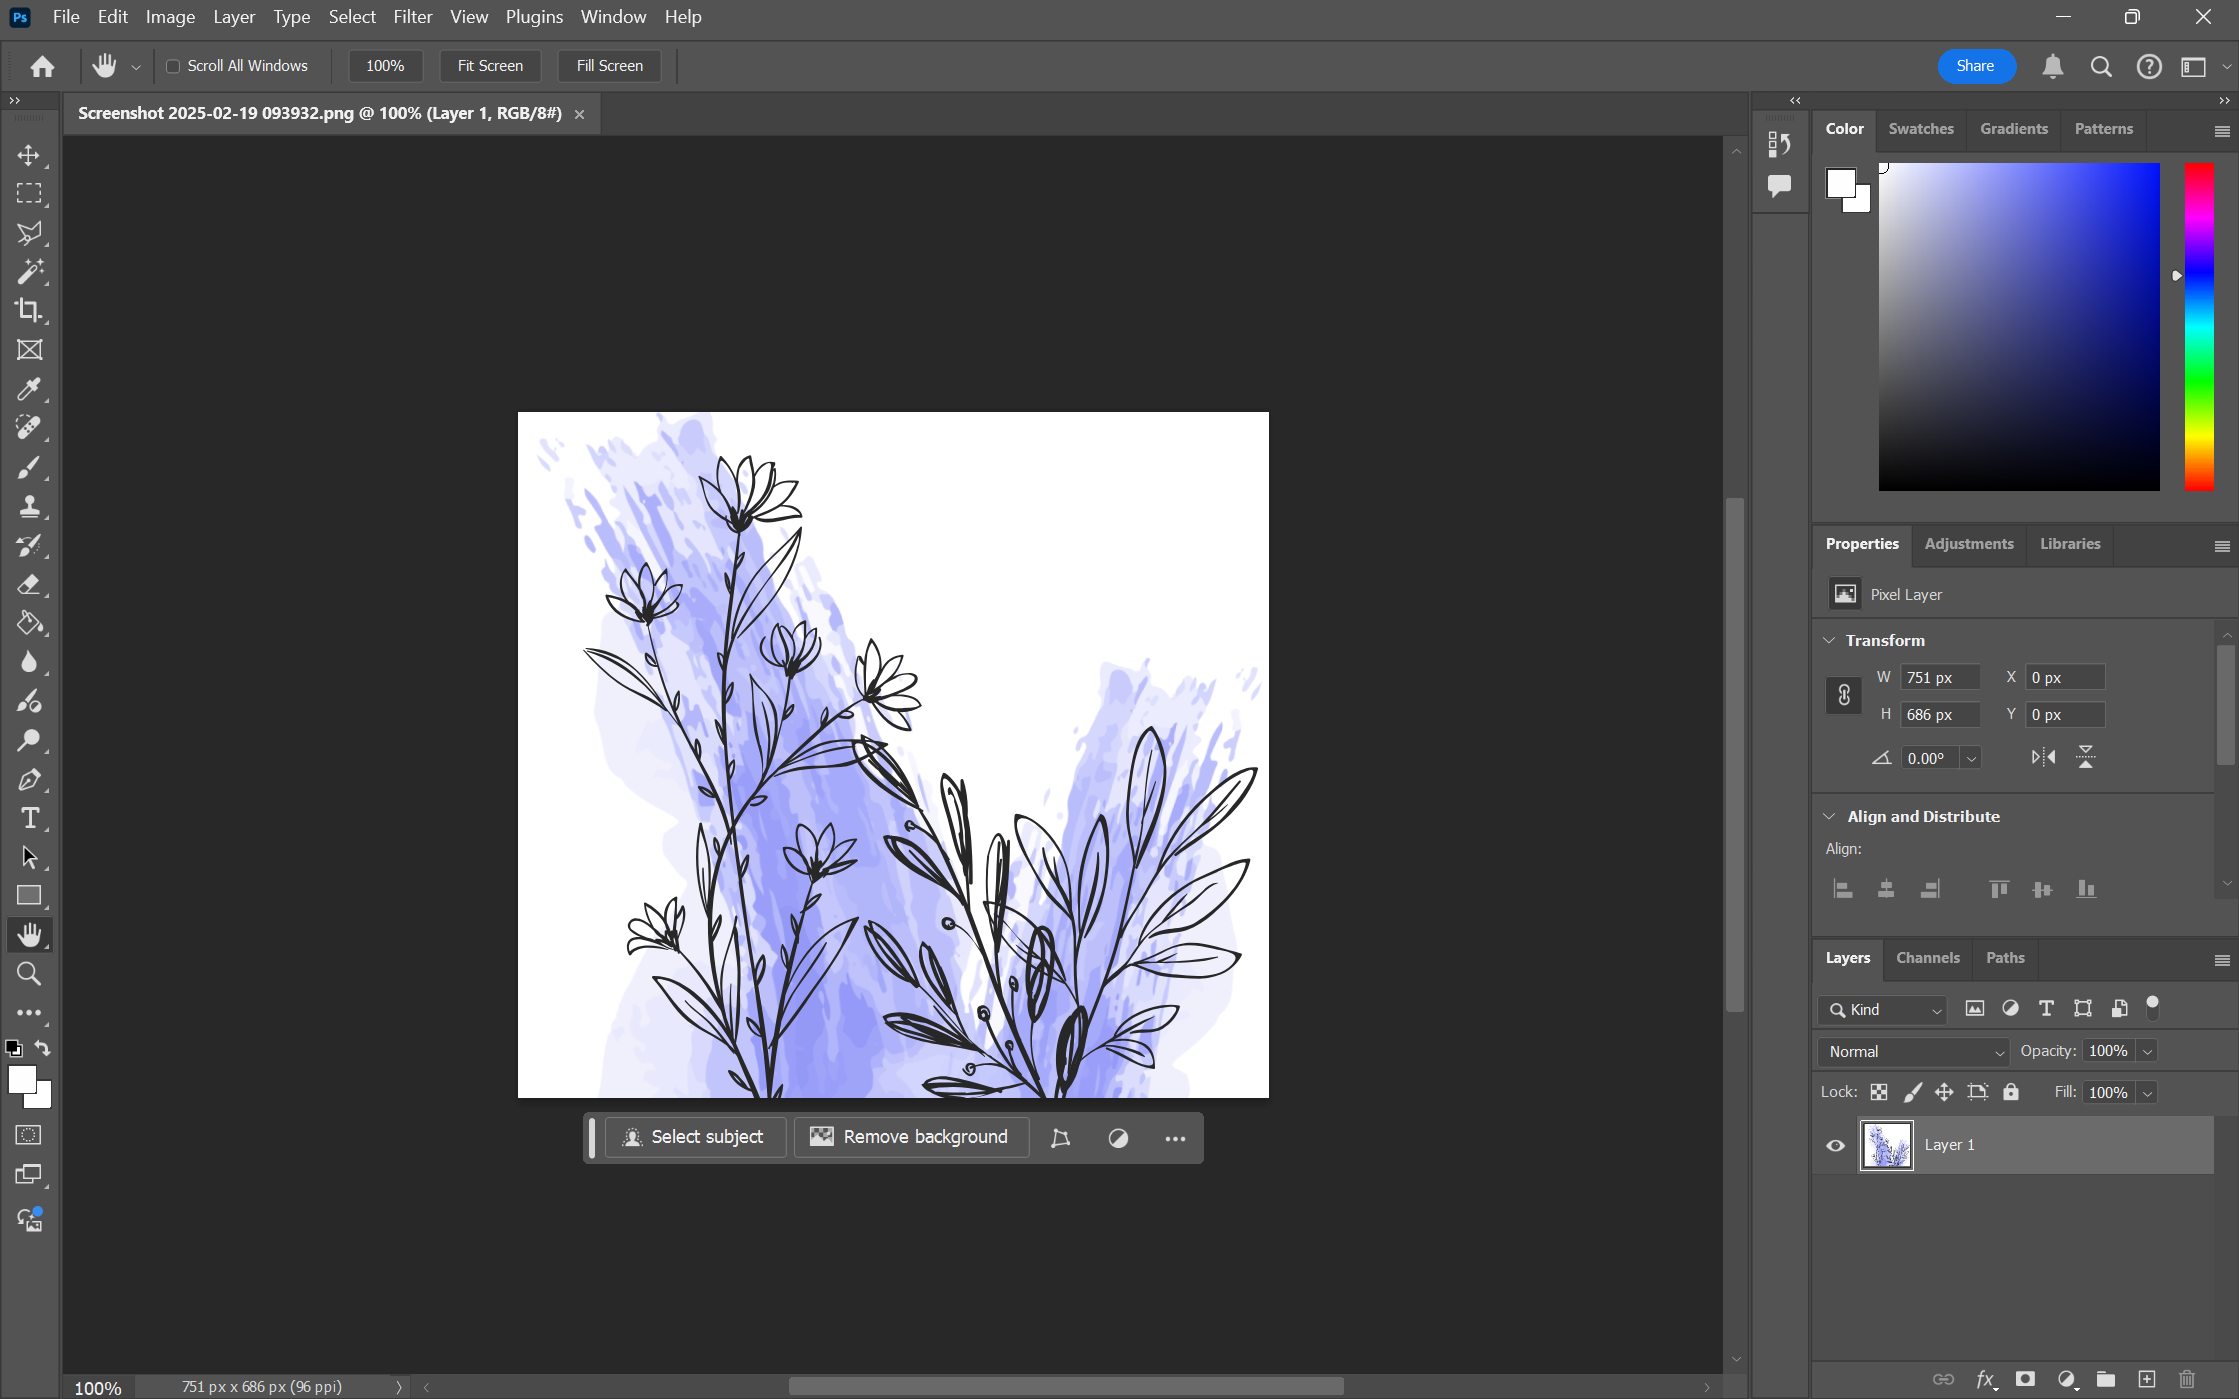 Ps File Edit Image Layer Type Select Filter View Plugins Window Help
Scroll All Windows 100% Fit Screen Fill Screen Share
Screenshot 2025-02-19 093932.png @ 100% (Layer 1, RGB/8#)
Color Swatches Gradients Patterns
Properties Adjustments Libraries
Pixel Layer
Transform
W 751 px X 0 px
H 686 px Y 0 px
0.00°
Align and Distribute
Align:
Layers Channels Paths
Kind
Normal Opacity: 100%
Lock: Fill: 100%
Layer 1
Select subject Remove background
100% 751 px x 686 px (96 ppi)
fx